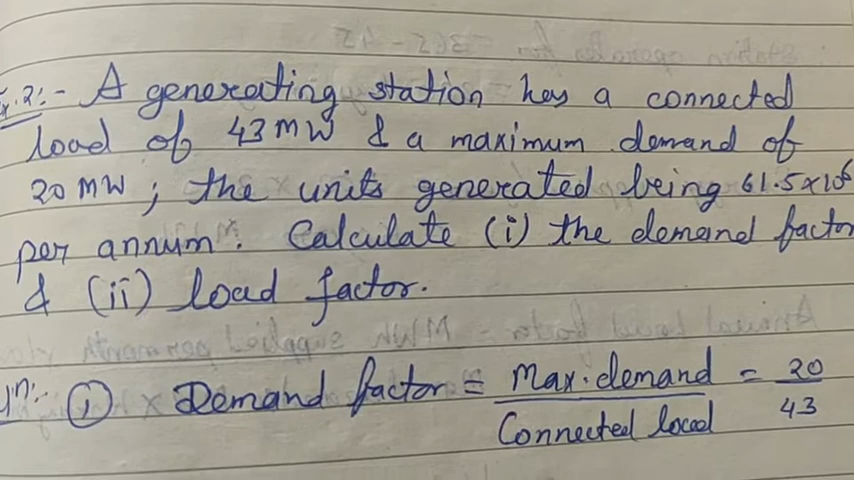 Ex.2:- A generating station has a connected
load of 43 MW & a maximum demand of
20 MW; the units generated being 61.5×10⁶
per annum. Calculate (i) the demand factor
& (ii) load factor.
(i) Demand factor = Max. demand / Connected load = 20 / 43